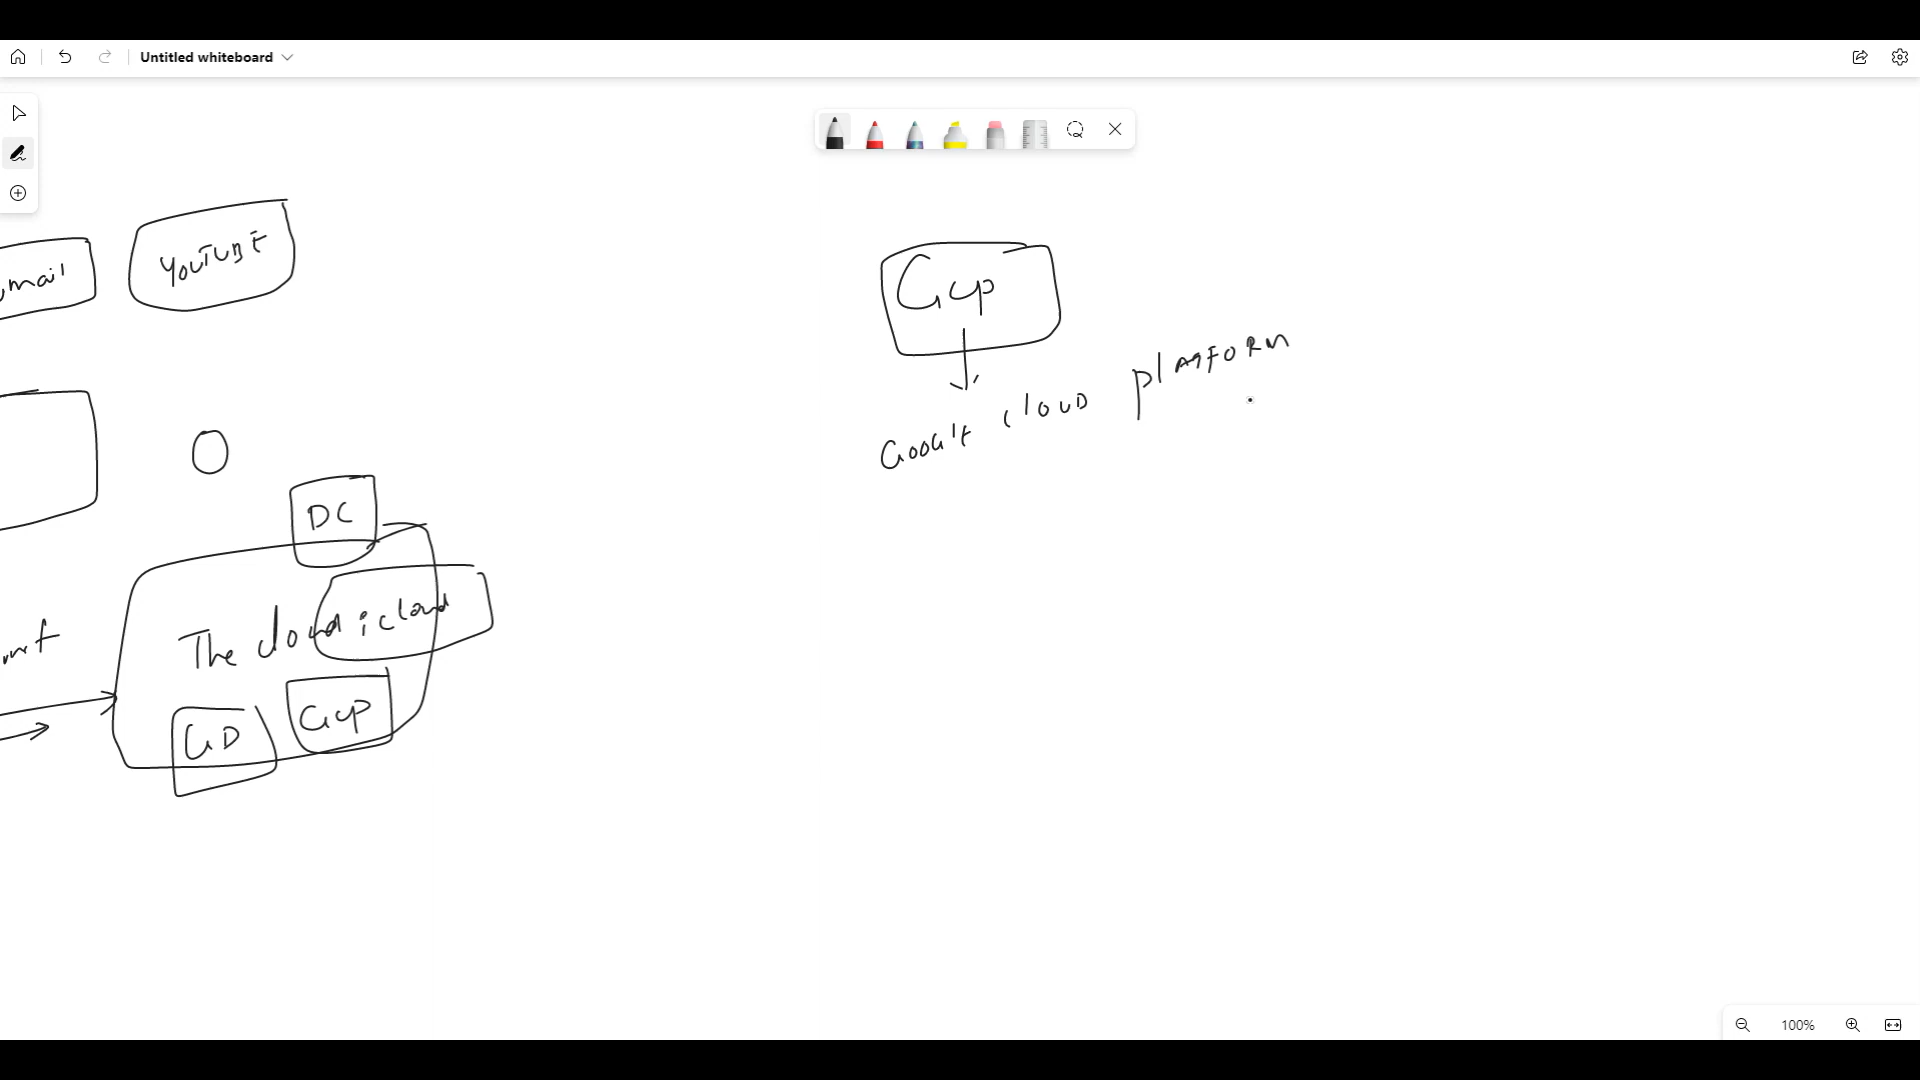 Untitled whiteboard
YOUTUBE
mail
GCP
GOOGLE CLOUD PLATFORM
DC
The cloud
icloud
GCP
GD
100%